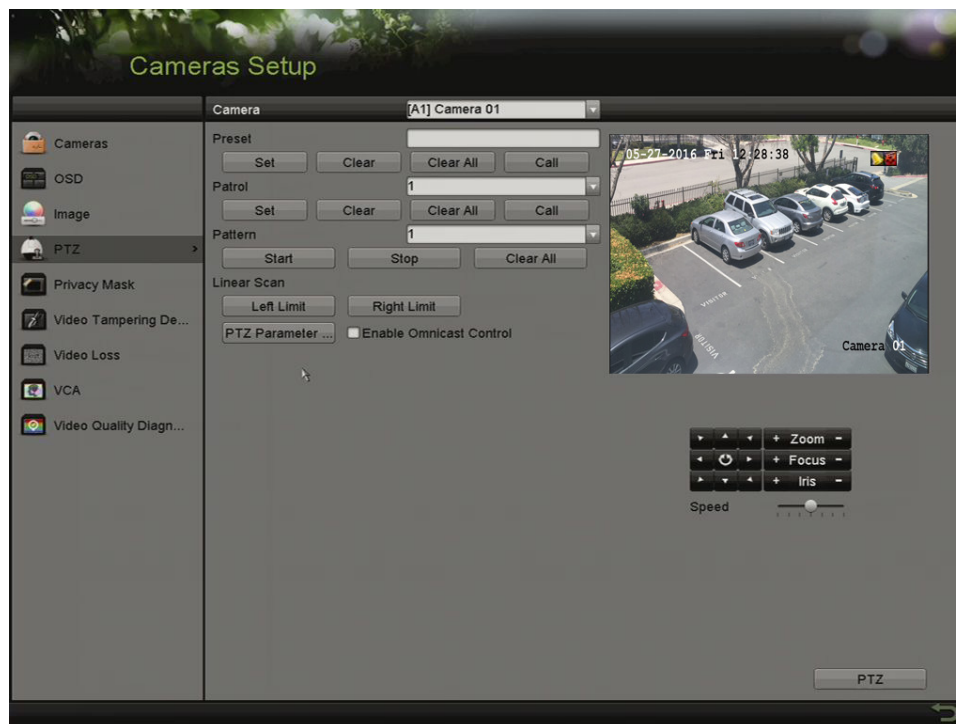 Cameras Setup
Camera [A1] Camera 01
Cameras
OSD
Image
PTZ
Privacy Mask
Video Tampering De...
Video Loss
VCA
Video Quality Diagn...
Preset
Set Clear Clear All Call
Patrol 1
Set Clear Clear All Call
Pattern 1
Start Stop Clear All
Linear Scan
Left Limit Right Limit
PTZ Parameter ... Enable Omnicast Control
05-27-2016 Fri 12:28:38
VISITOR
VISITOR
Camera 01
+ Zoom -
+ Focus -
+ Iris -
Speed
PTZ